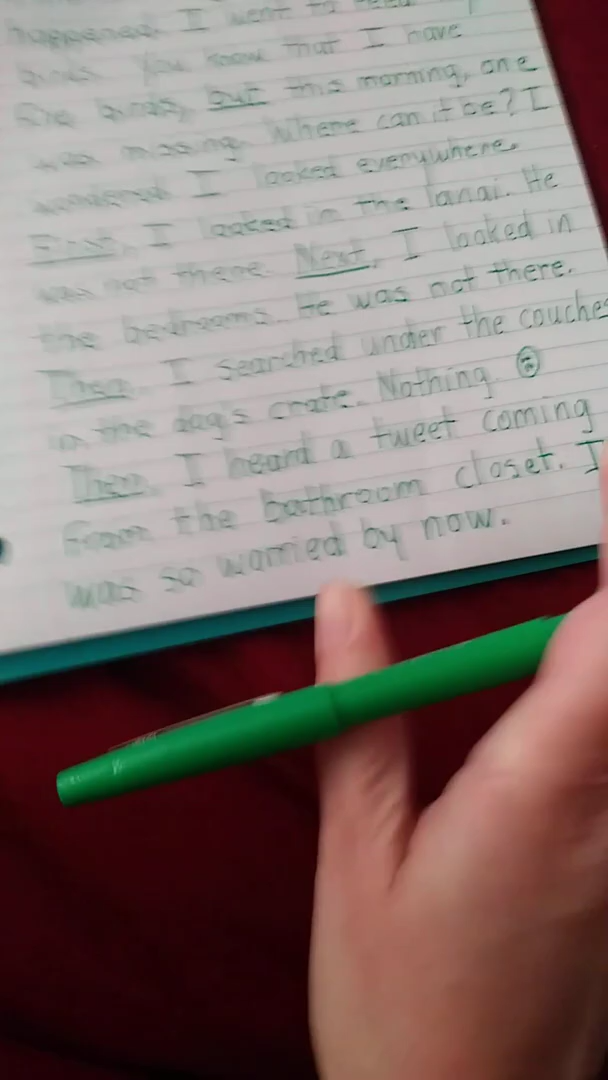 happened. I went to feed
birds. You know that I have
five birds, but this morning, one
was missing. Where can it be? I
wondered. I looked everywhere.
First, I looked in the lanai. He
was not there. Next, I looked in
the bedrooms. He was not there.
Then, I searched under the couches
in the dog's crate. Nothing
Then, I heard a tweet coming
from the bathroom closet. I
was so worried by now.